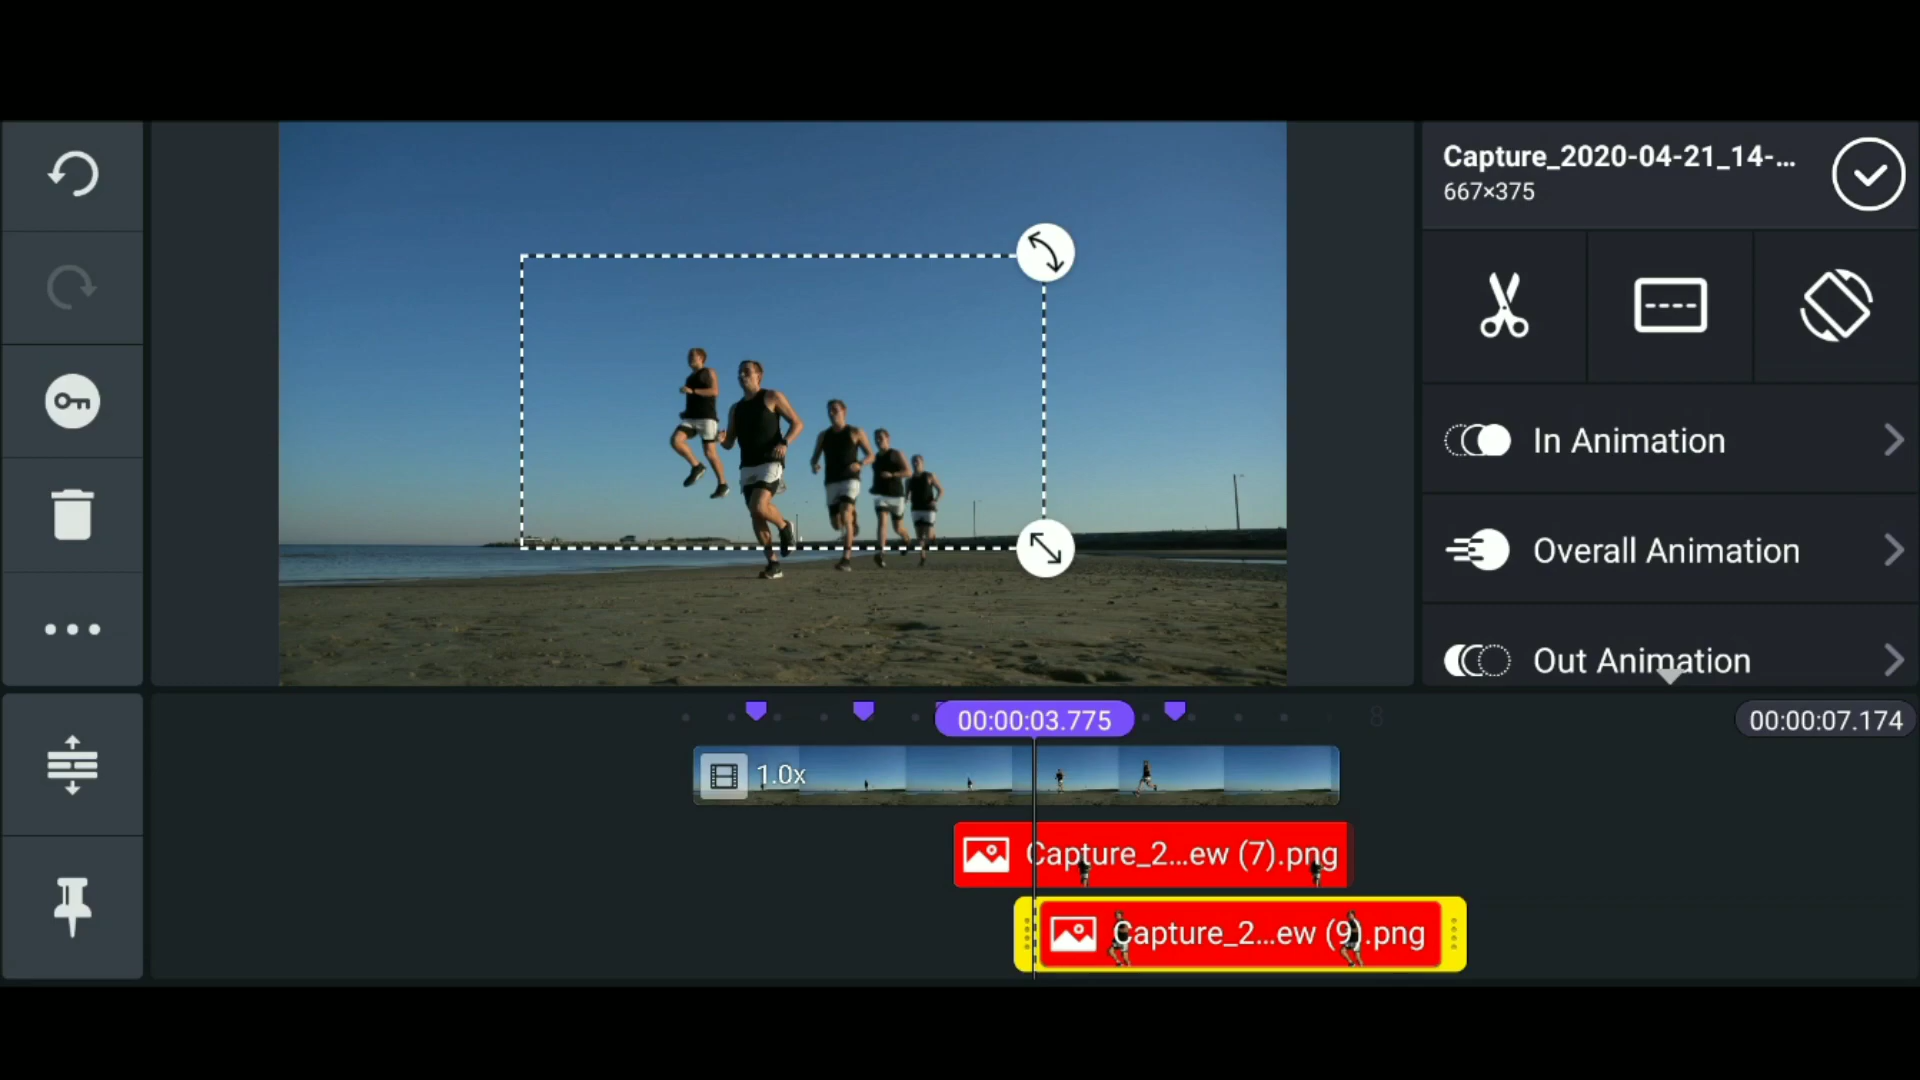 Capture_2020-04-21_14-...
667×375
In Animation
Overall Animation
Out Animation
00:00:03.775
8
00:00:07.174
1.0x
Capture_2...ew (7).png
Capture_2...ew (9).png